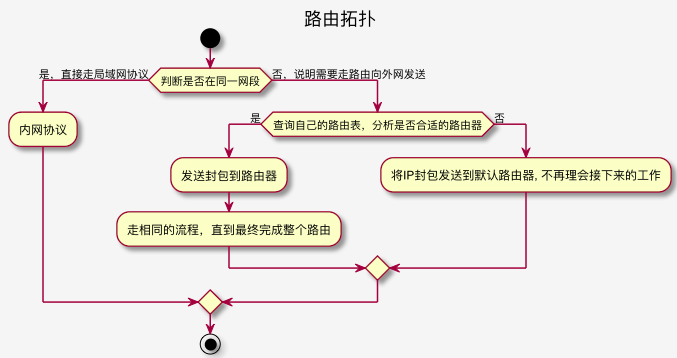 路由拓扑
是，直接走局域网协议
判断是否在同一网段
否，说明需要走路由向外网发送
内网协议
是
查询自己的路由表，分析是否合适的路由器
否
发送封包到路由器
将IP封包发送到默认路由器, 不再理会接下来的工作
走相同的流程，直到最终完成整个路由